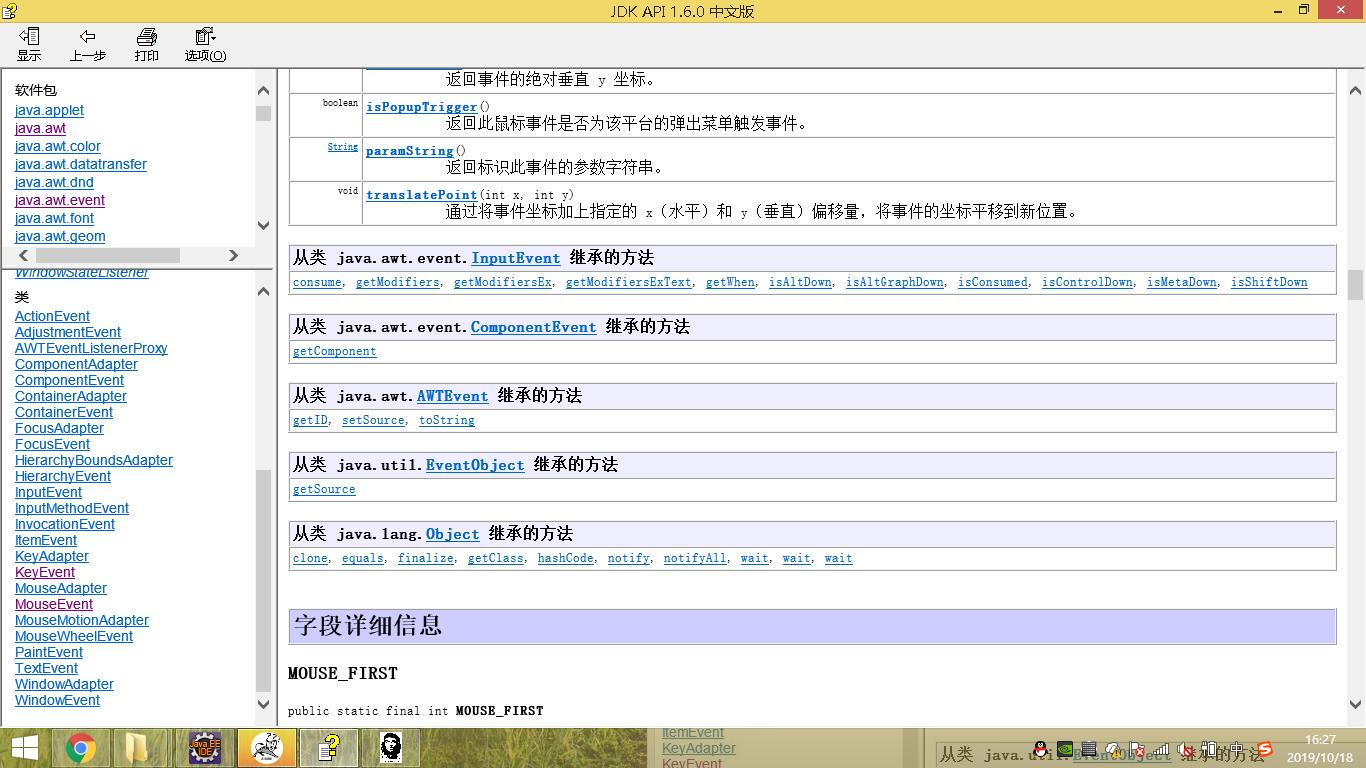 JDK API 1.6.0 中文版
显示 上一步 打印 选项(O)
软件包
java.applet
java.awt
java.awt.color
java.awt.datatransfer
java.awt.dnd
java.awt.event
java.awt.font
java.awt.geom
WindowStateListener
类
ActionEvent
AdjustmentEvent
AWTEventListenerProxy
ComponentAdapter
ComponentEvent
ContainerAdapter
ContainerEvent
FocusAdapter
FocusEvent
HierarchyBoundsAdapter
HierarchyEvent
InputEvent
InputMethodEvent
InvocationEvent
ItemEvent
KeyAdapter
KeyEvent
MouseAdapter
MouseEvent
MouseMotionAdapter
MouseWheelEvent
PaintEvent
TextEvent
WindowAdapter
WindowEvent
返回事件的绝对垂直 y 坐标。
boolean isPopupTrigger()
返回此鼠标事件是否为该平台的弹出菜单触发事件。
String paramString()
返回标识此事件的参数字符串。
void translatePoint(int x, int y)
通过将事件坐标加上指定的 x（水平）和 y（垂直）偏移量，将事件的坐标平移到新位置。
从类 java.awt.event.InputEvent 继承的方法
consume, getModifiers, getModifiersEx, getModifiersExText, getWhen, isAltDown, isAltGraphDown, isConsumed, isControlDown, isMetaDown, isShiftDown
从类 java.awt.event.ComponentEvent 继承的方法
getComponent
从类 java.awt.AWTEvent 继承的方法
getID, setSource, toString
从类 java.util.EventObject 继承的方法
getSource
从类 java.lang.Object 继承的方法
clone, equals, finalize, getClass, hashCode, notify, notifyAll, wait, wait, wait
字段详细信息
MOUSE_FIRST
public static final int MOUSE_FIRST
Java EE
IDE
ItemEvent
KeyAdapter
KeyEvent
从类 java.util.EventObject 继承的方法
中
16:27
2019/10/18